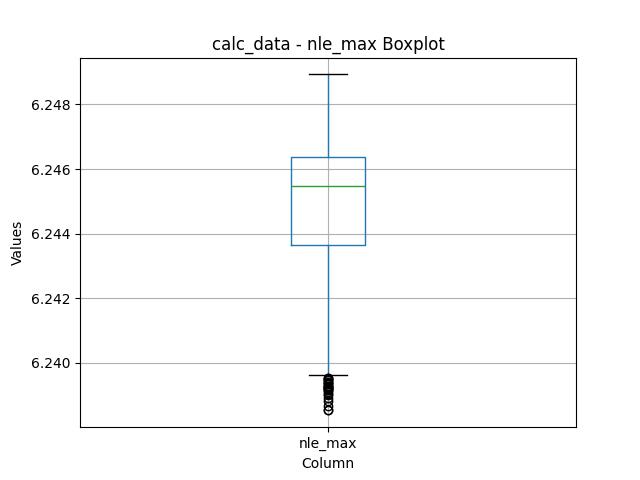 calc_data - nle_max Boxplot
6.248
6.246
6.244
6.242
6.240
Values
nle_max
Column